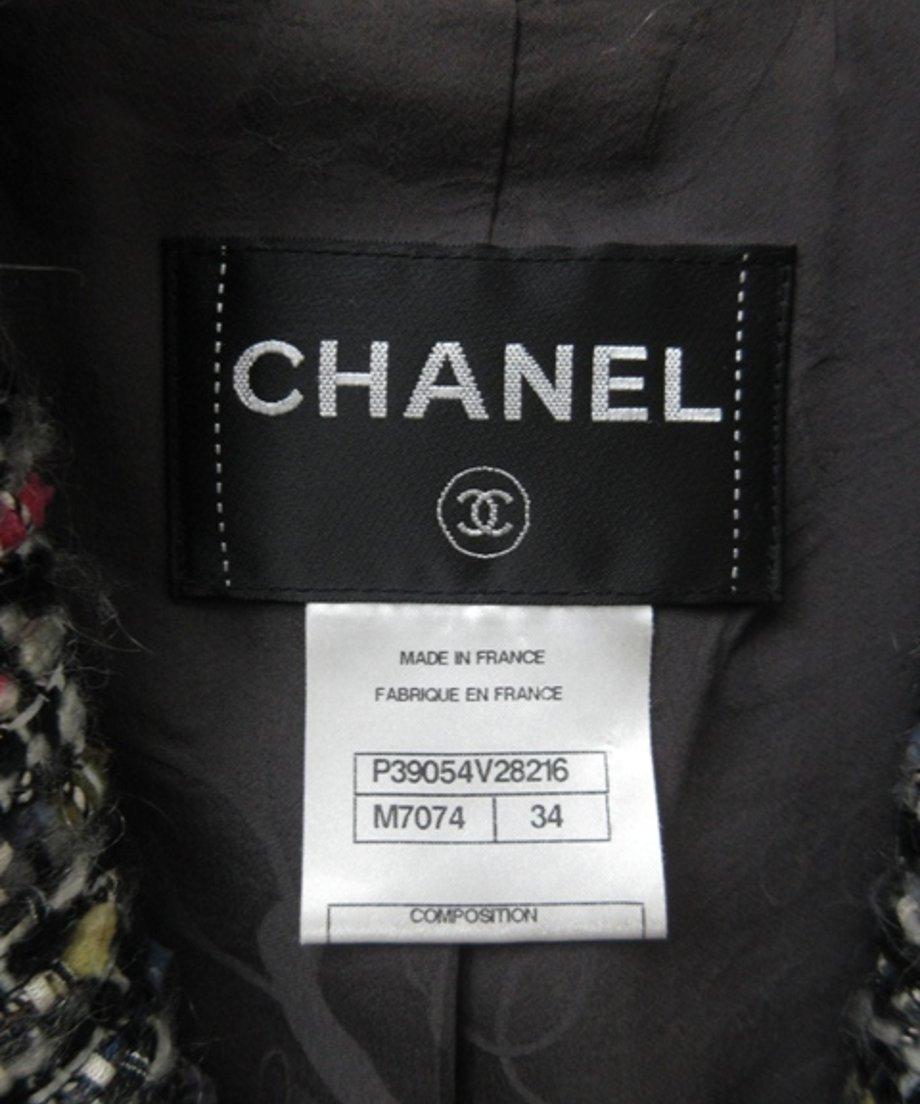 CHANEL
MADE IN FRANCE
FABRIQUE EN FRANCE
P39054V28216
M7074 34
COMPOSITION